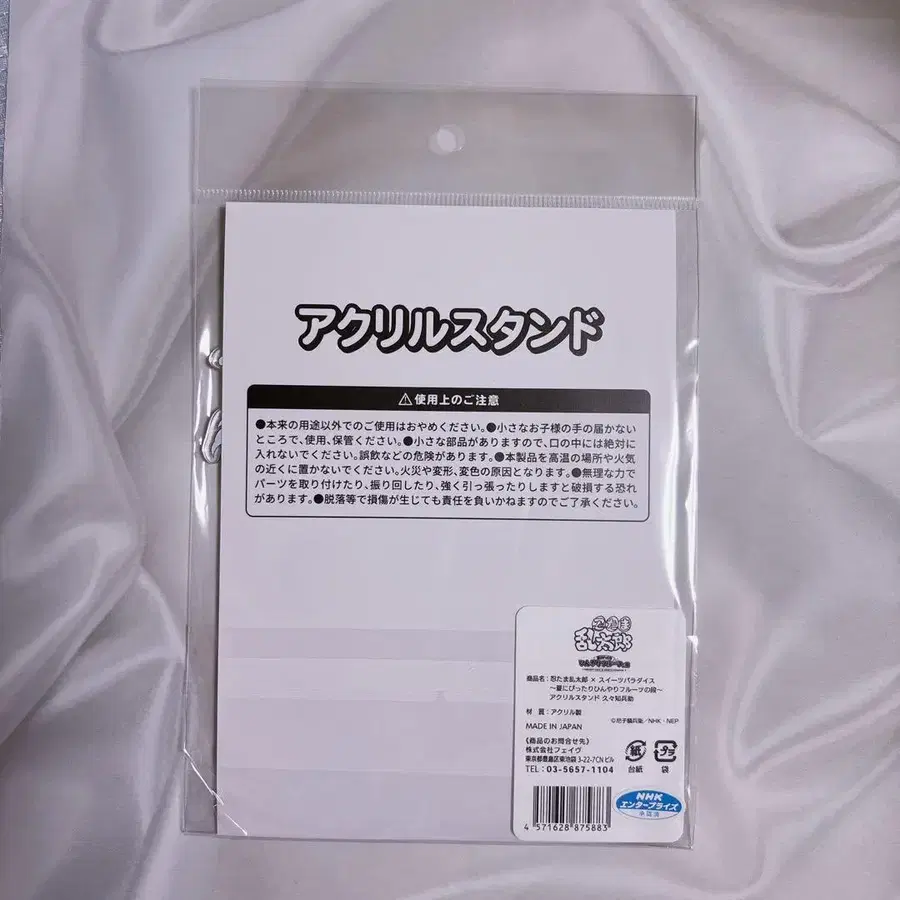 アクリルスタンド
⚠使用上のご注意
●本来の用途以外でのご使用はおやめください。●小さなお子様の手の届かない
ところで、使用、保管ください。●小さな部品がありますので、口の中には絶対に
入れないでください。誤飲などの危険があります。●本製品を高温の場所や火気
の近くに置かないでください。火災や変形、変色の原因となります。●無理な力で
パーツを取り付けたり、振り回したり、強く引っ張ったりしますと破損する恐れ
があります。●脱落等で損傷が生じても責任を負いかねますのでご了承ください。
忍たま
乱太郎
商品名：忍たま乱太郎 × スイーツパラダイス
～夏にぴったりひんやりフルーツの段～
アクリルスタンド 久々知兵助
材 質：アクリル製
©尼子騒兵衛／NHK・NEP
MADE IN JAPAN
《商品のお問合せ先》
株式会社フェイヴ
東京都豊島区東池袋 3-22-7CN ビル
TEL：03-5657-1104
紙
台紙
プラ
袋
4 571628 875883
NHK
エンタープライズ
承認済